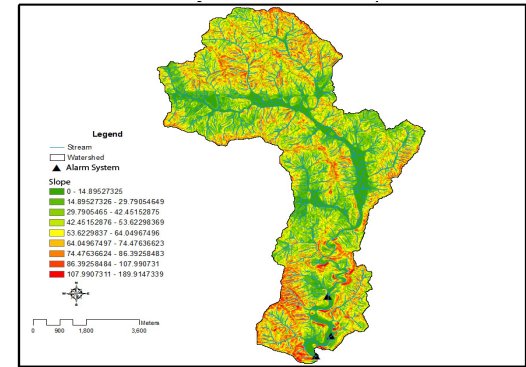 Legend
Stream
Watershed
Alarm System
Slope
0 - 14.89527325
14.89527326 - 29.79054649
29.7905465 - 42.45152875
42.45152876 - 53.62298369
53.6229837 - 64.04967496
64.04967497 - 74.47636623
74.47636624 - 86.39258483
86.39258484 - 107.990731
107.9907311 - 189.9147339
Meters
0 900 1,800 3,600